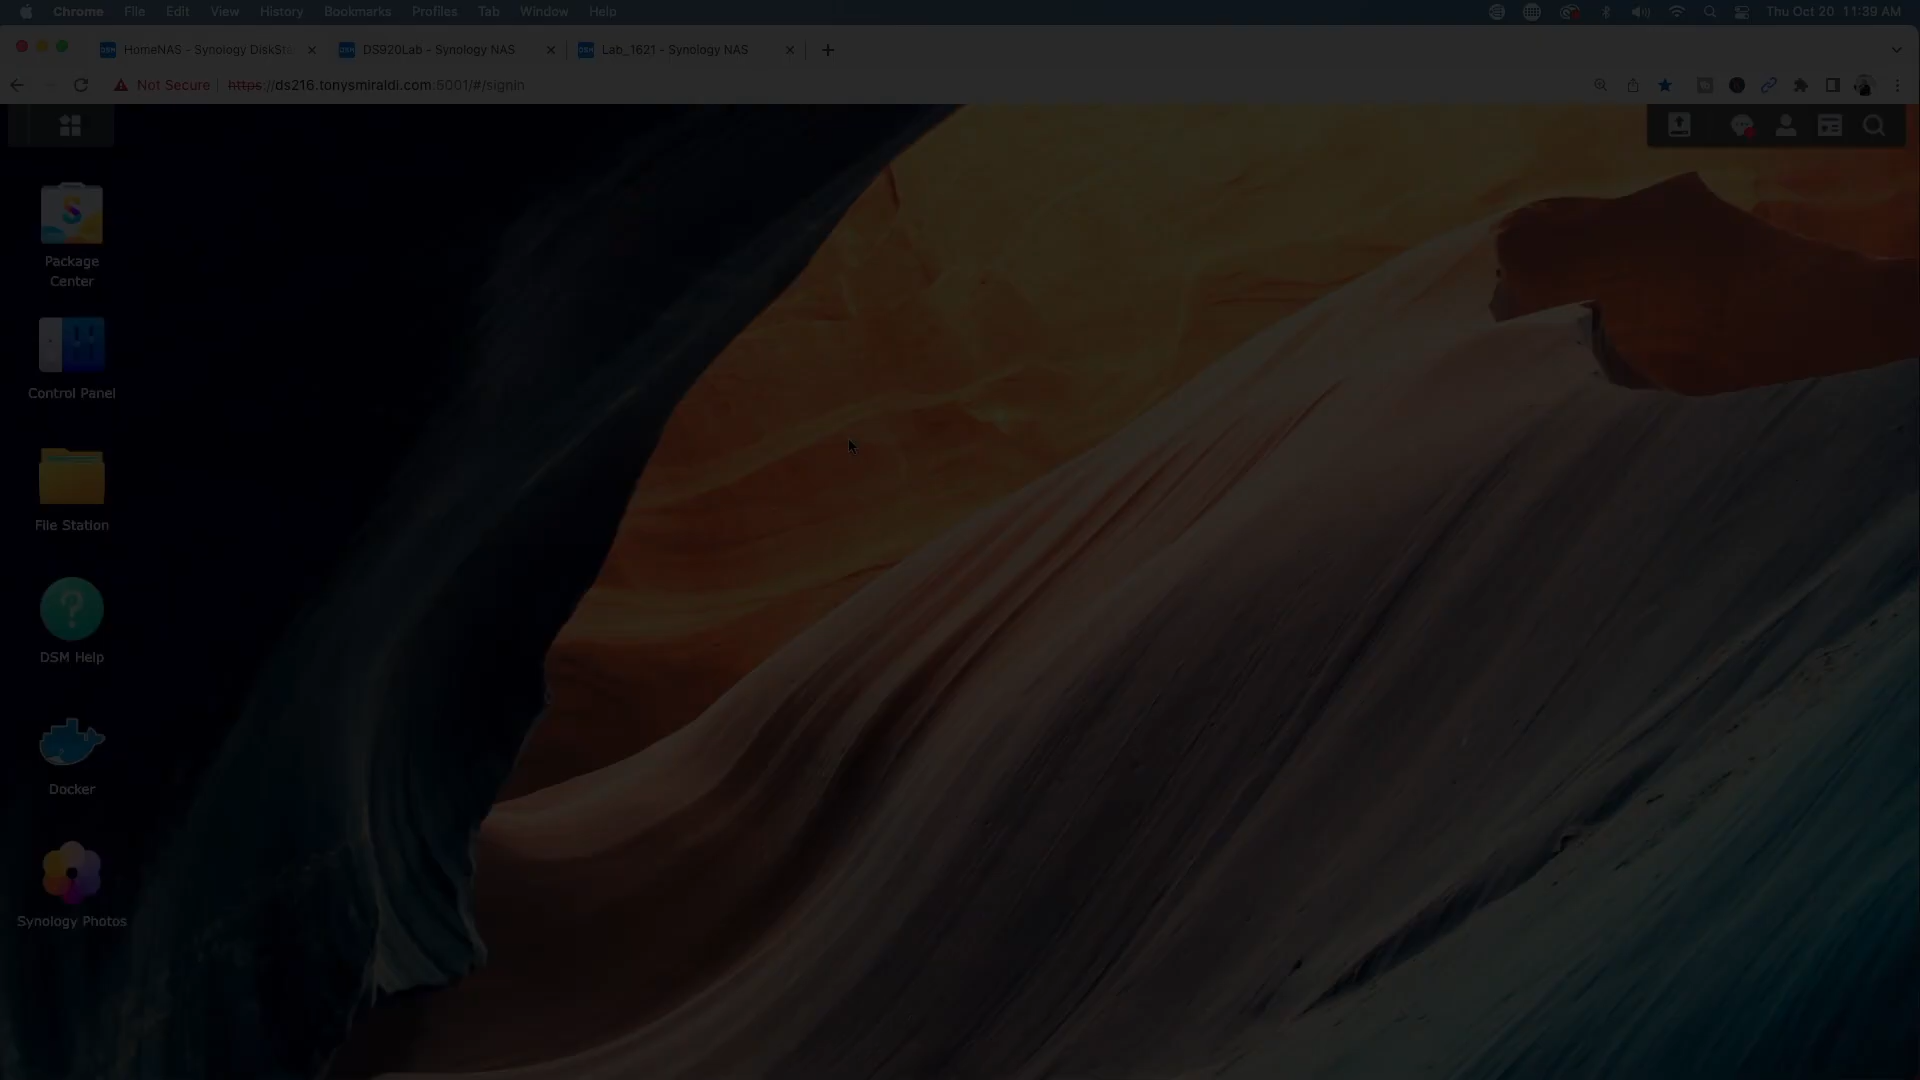 Chrome File Edit View History Bookmarks Profiles Tab Window Help Thu Oct 20 11:39 AM
HomeNAS - Synology DiskSta DS920Lab - Synology NAS Lab_1621 - Synology NAS
Not Secure https://ds216.tonysmiraldi.com:5001/#/signin
Package
Center
Control Panel
File Station
DSM Help
Docker
Synology Photos